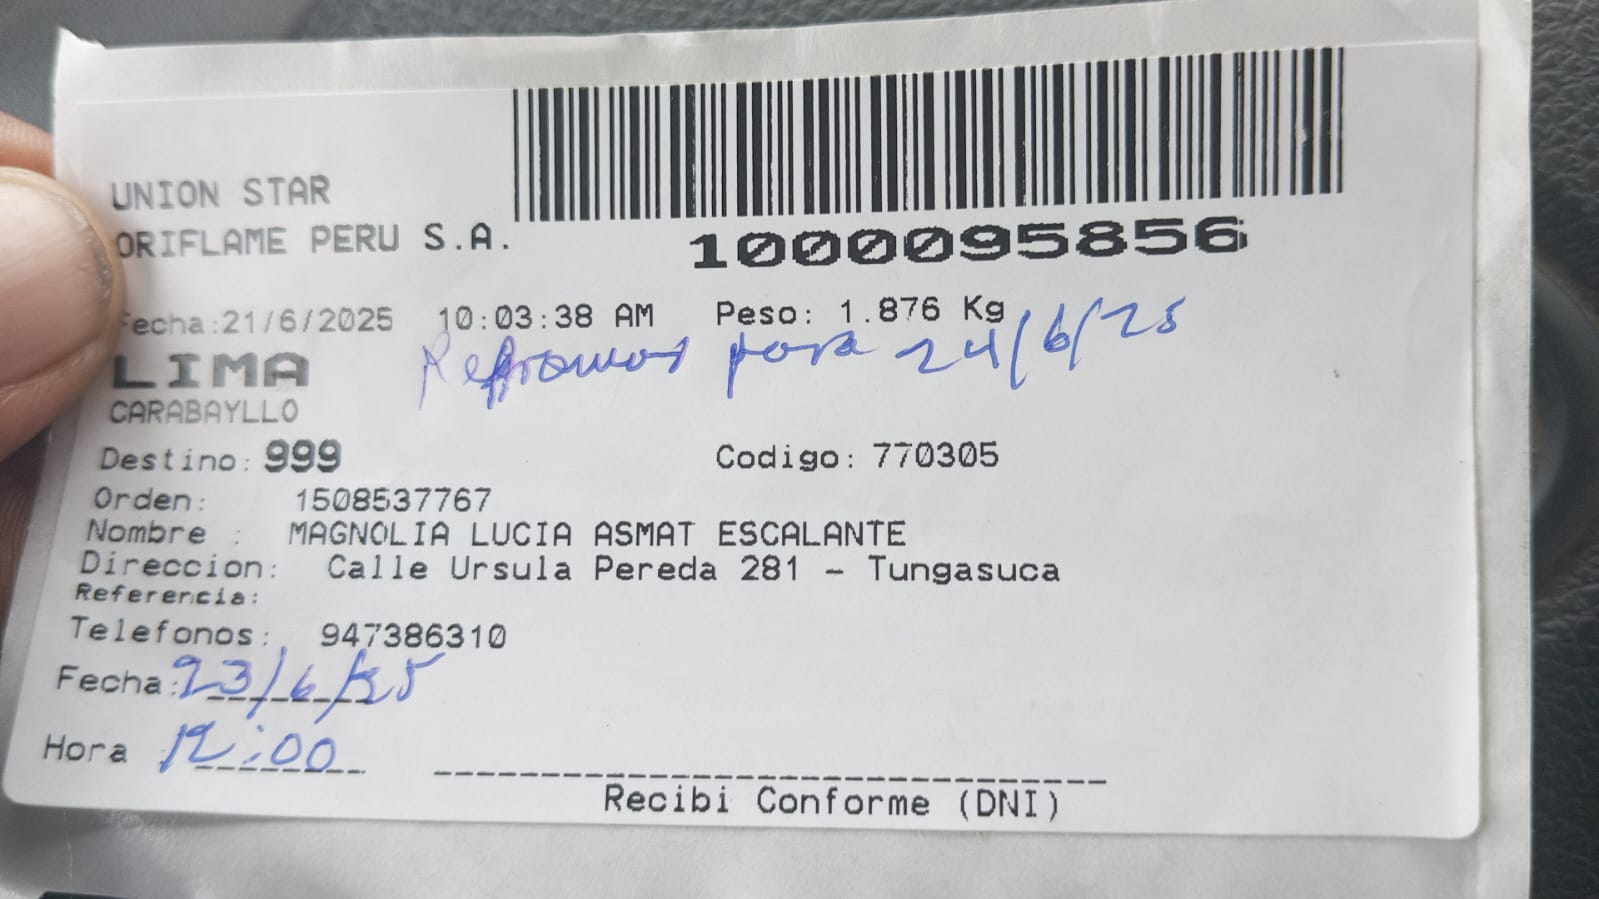 UNION STAR
ORIFLAME PERU S.A.
1000095856
Fecha:21/6/2025 10:03:38 AM Peso: 1.876 Kg
para 24/6/25
LIMA
CARABAYLLO
Destino: 999 Codigo: 770305
Orden: 1508537767
Nombre : MAGNOLIA LUCIA ASMAT ESCALANTE
Direccion: Calle Ursula Pereda 281 - Tungasuca
Referencia:
Telefonos: 947386310
Fecha: 23/6/25
Hora 12:00
Recibi Conforme (DNI)